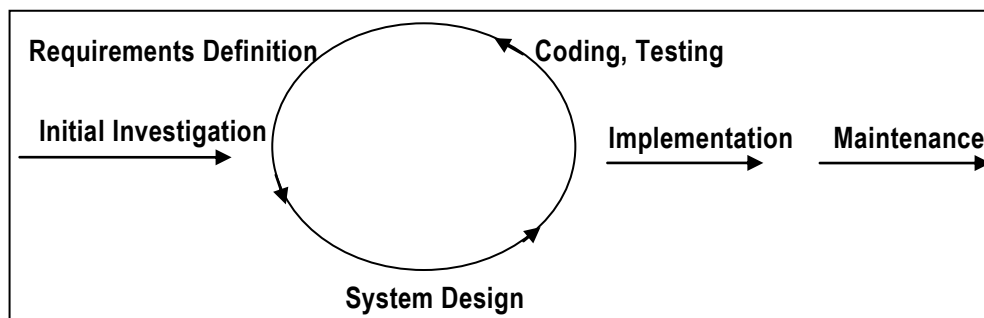 Requirements Definition
Coding, Testing
Initial Investigation
Implementation
Maintenance
System Design